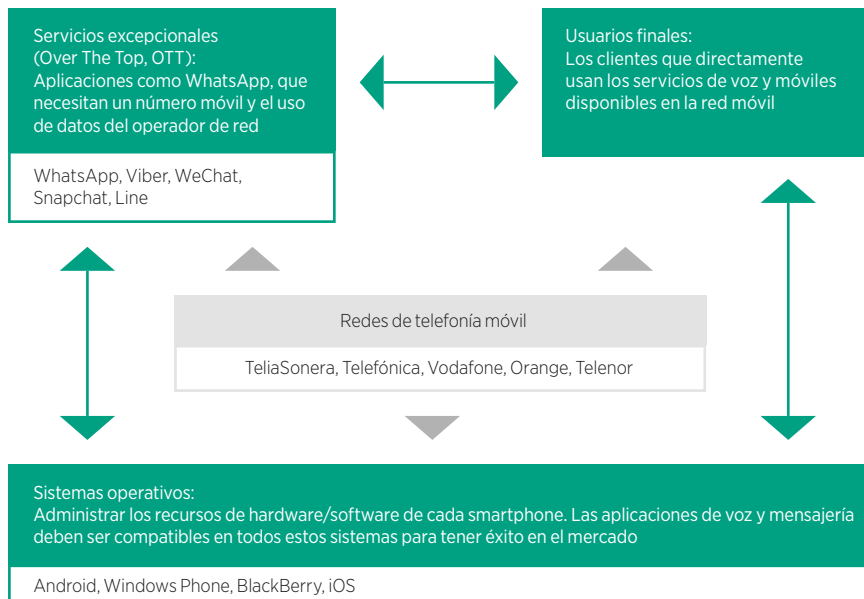 Servicios excepcionales
(Over The Top, OTT):
Aplicaciones como WhatsApp, que
necesitan un número móvil y el uso
de datos del operador de red
WhatsApp, Viber, WeChat,
Snapchat, Line
Usuarios finales:
Los clientes que directamente
usan los servicios de voz y móviles
disponibles en la red móvil
Redes de telefonía móvil
TeliaSonera, Telefónica, Vodafone, Orange, Telenor
Sistemas operativos:
Administrar los recursos de hardware/software de cada smartphone. Las aplicaciones de voz y mensajería
deben ser compatibles en todos estos sistemas para tener éxito en el mercado
Android, Windows Phone, BlackBerry, iOS